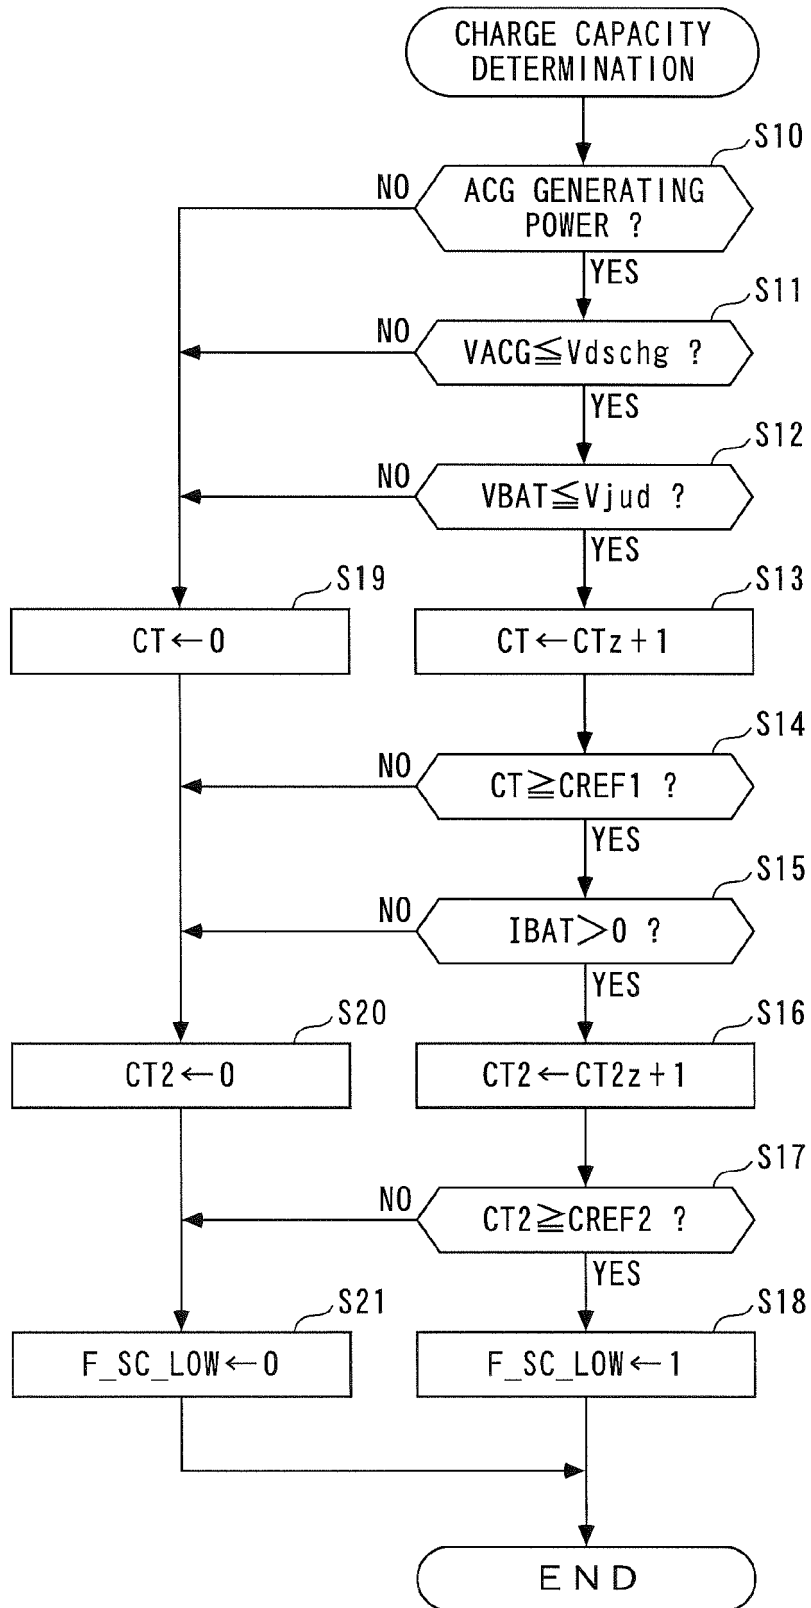 CHARGE CAPACITY
DETERMINATION
S10
NO
ACG GENERATING
POWER ?
YES
S11
NO
VACG≦Vdschg ?
YES
S12
NO
VBAT≦Vjud ?
YES
S19
S13
CT←0
CT←CTz+1
S14
NO
CT≧CREF1 ?
YES
S15
NO
IBAT>0 ?
YES
S20
S16
CT2←0
CT2←CT2z+1
S17
NO
CT2≧CREF2 ?
YES
S21
S18
F_SC_LOW←0
F_SC_LOW←1
END